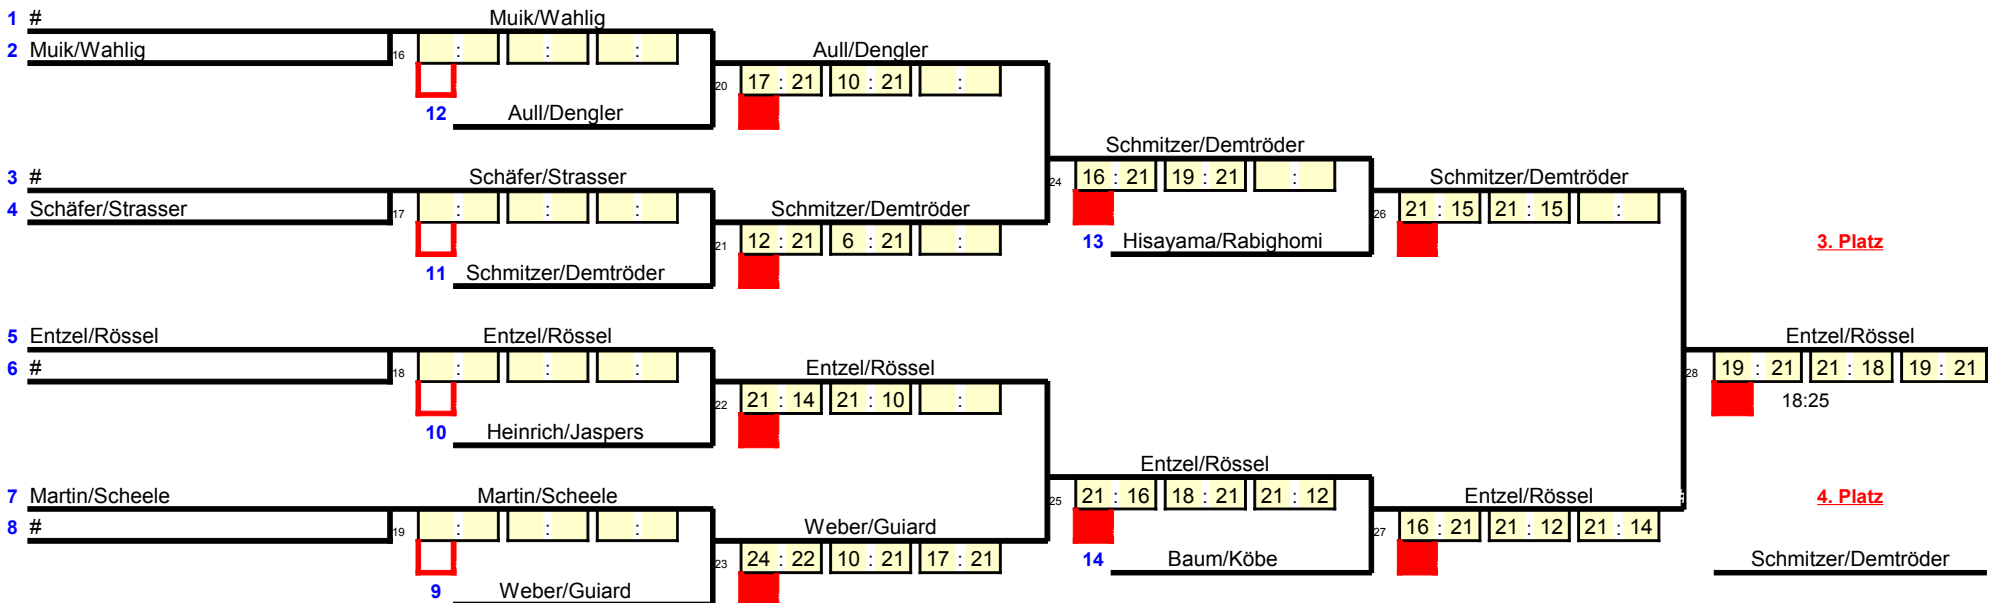 1 # Muik/Wahlig
2 Muik/Wahlig 16 : : : Aull/Dengler
20 17 : 21 10 : 21 :
12 Aull/Dengler
Schmitzer/Demtröder
3 # Schäfer/Strasser 24 16 : 21 19 : 21 : Schmitzer/Demtröder
4 Schäfer/Strasser 17 : : : Schmitzer/Demtröder 26 21 : 15 21 : 15 :
21 12 : 21 6 : 21 : 13 Hisayama/Rabighomi 3. Platz
11 Schmitzer/Demtröder
5 Entzel/Rössel Entzel/Rössel Entzel/Rössel
6 # 18 : : : Entzel/Rössel 28 19 : 21 21 : 18 19 : 21
22 21 : 14 21 : 10 : 18:25
10 Heinrich/Jaspers
Entzel/Rössel
7 Martin/Scheele Martin/Scheele 25 21 : 16 18 : 21 21 : 12 Entzel/Rössel # 4. Platz
8 # 19 : : : Weber/Guiard 27 16 : 21 21 : 12 21 : 14
23 24 : 22 10 : 21 17 : 21 14 Baum/Köbe Schmitzer/Demtröder
9 Weber/Guiard